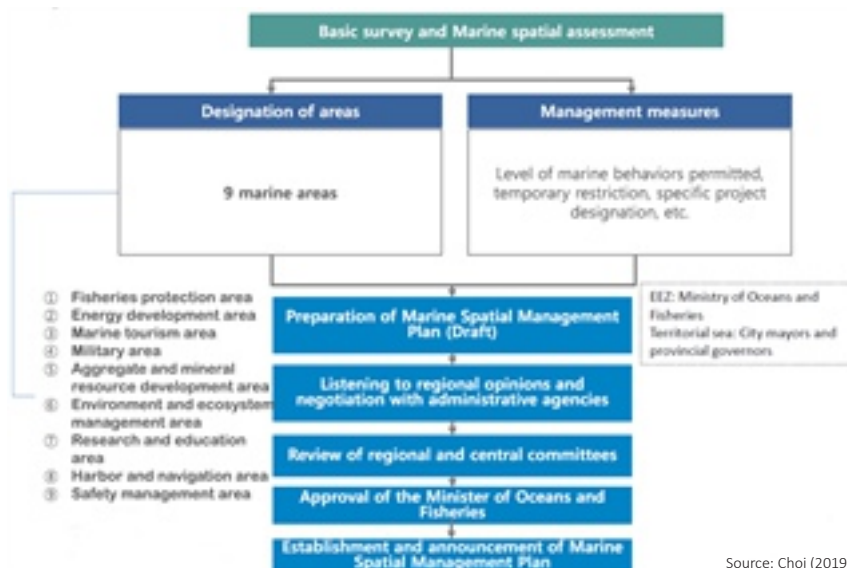 Basic survey and Marine spatial assessment
Designation of areas
9 marine areas
Management measures
Level of marine behaviors permitted,
temporary restriction, specific project
designation, etc.
① Fisheries protection area
② Energy development area
③ Marine tourism area
④ Military area
⑤ Aggregate and mineral
resource development area
⑥ Environment and ecosystem
management area
⑦ Research and education
area
⑧ Harbor and navigation area
⑨ Safety management area
Preparation of Marine Spatial Management
Plan (Draft)
EEZ: Ministry of Oceans and
Fisheries
Territorial sea: City mayors and
provincial governors
Listening to regional opinions and
negotiation with administrative agencies
Review of regional and central committees
Approval of the Minister of Oceans and
Fisheries
Establishment and announcement of Marine
Spatial Management Plan
Source: Choi (2019